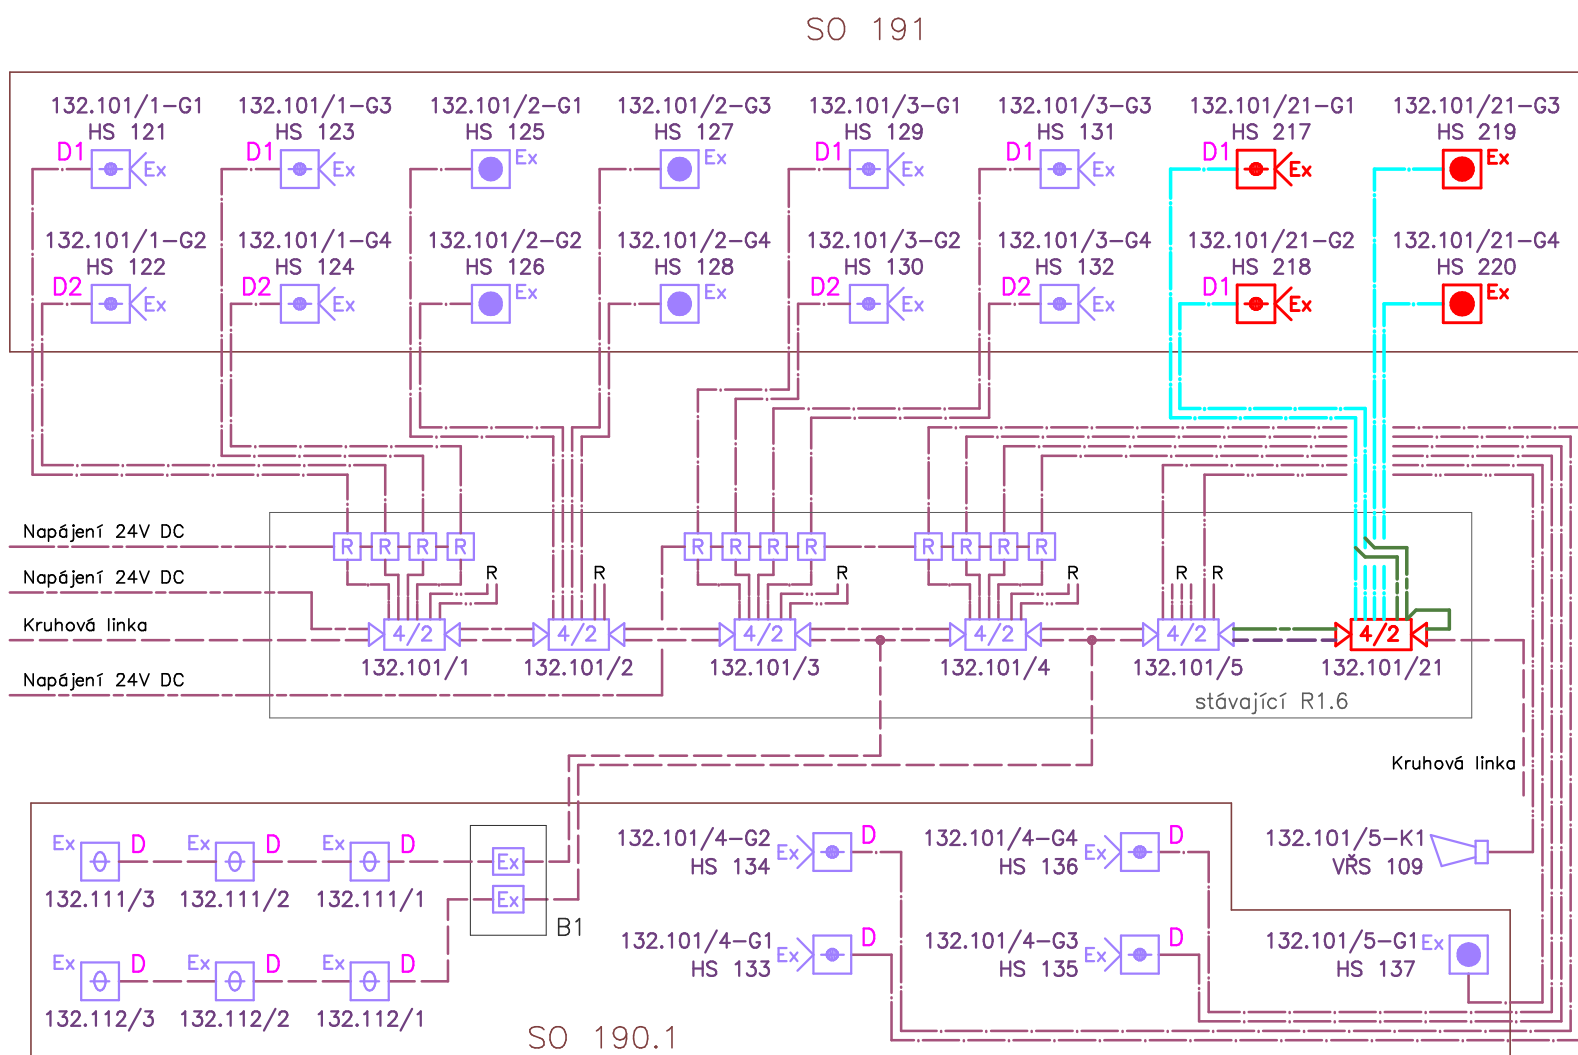 SO 191
132.101/1-G1 132.101/1-G3 132.101/2-G1 132.101/2-G3 132.101/3-G1 132.101/3-G3 132.101/21-G1 132.101/21-G3
HS 121 HS 123 HS 125 HS 127 HS 129 HS 131 HS 217 HS 219
D1 Ex D1 Ex Ex Ex D1 Ex D1 Ex D1 Ex Ex
132.101/1-G2 132.101/1-G4 132.101/2-G2 132.101/2-G4 132.101/3-G2 132.101/3-G4 132.101/21-G2 132.101/21-G4
HS 122 HS 124 HS 126 HS 128 HS 130 HS 132 HS 218 HS 220
D2 Ex D2 Ex Ex Ex D2 Ex D2 Ex D1 Ex Ex
Napájení 24V DC
R R R R R R R R R R R R
Napájení 24V DC
R R R R R R
Kruhová linka
4/2 4/2 4/2 4/2 4/2 4/2
132.101/1 132.101/2 132.101/3 132.101/4 132.101/5 132.101/21
Napájení 24V DC
stávající R1.6
Kruhová linka
Ex D Ex D Ex D Ex
132.111/3 132.111/2 132.111/1
Ex
B1
132.101/4-G2 Ex D 132.101/4-G4 Ex D 132.101/5-K1
HS 134 HS 136 VŘS 109
132.101/4-G1 Ex D 132.101/4-G3 Ex D 132.101/5-G1 Ex
HS 133 HS 135 HS 137
Ex D Ex D Ex D
132.112/3 132.112/2 132.112/1
SO 190.1